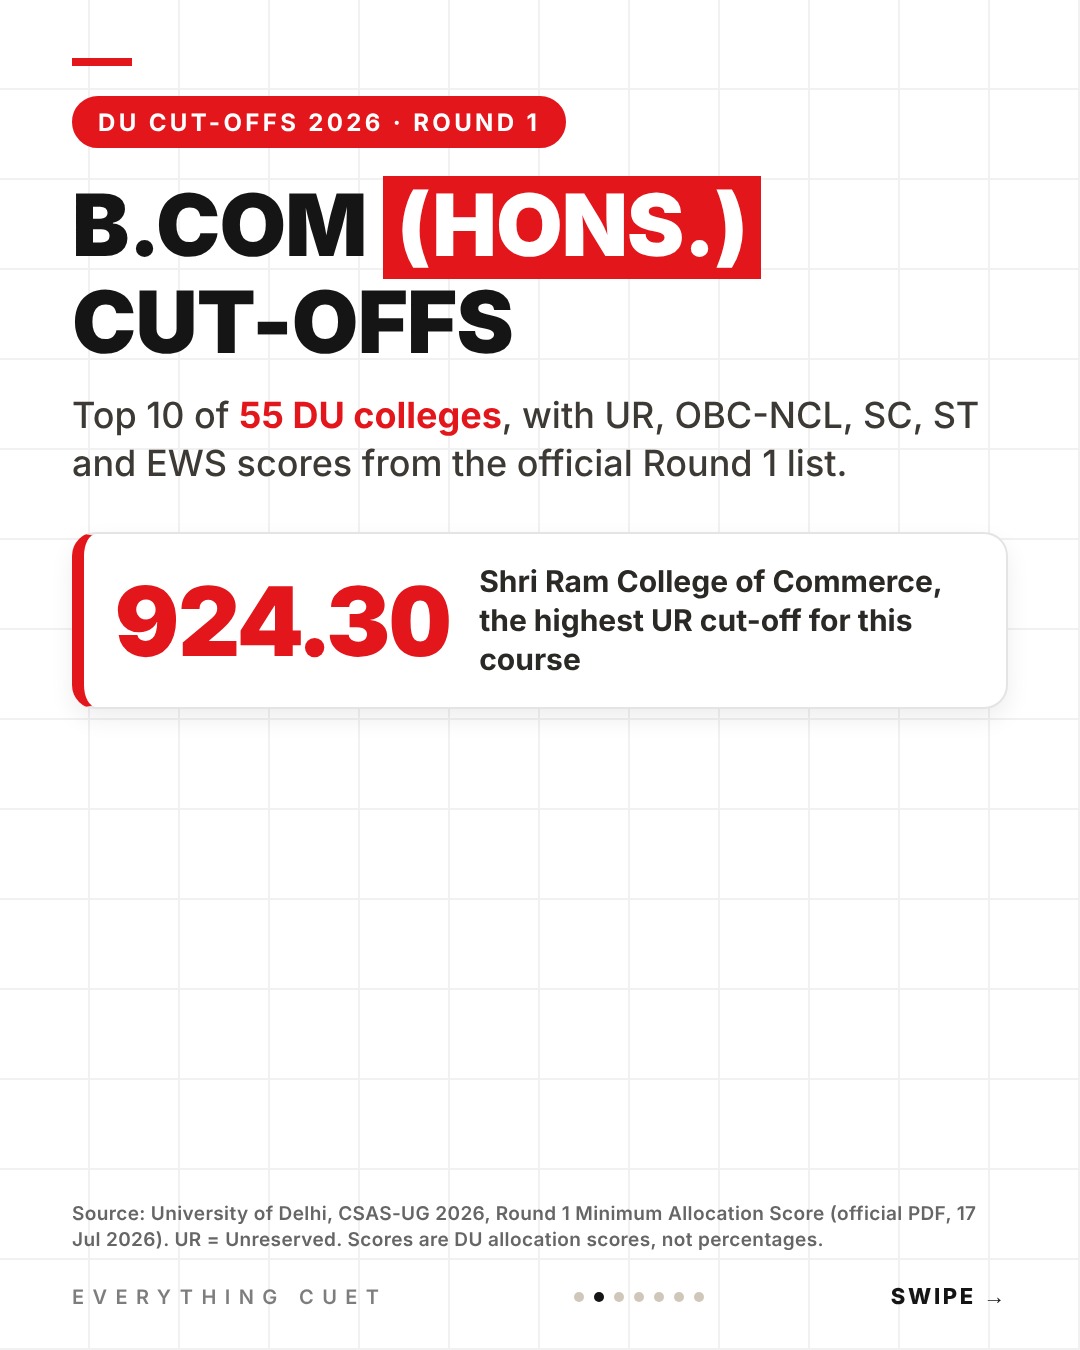 DU CUT-OFFS 2026 · ROUND 1
B.COM (HONS.)
CUT-OFFS
Top 10 of 55 DU colleges, with UR, OBC-NCL, SC, ST
and EWS scores from the official Round 1 list.
924.30
Shri Ram College of Commerce,
the highest UR cut-off for this
course
Source: University of Delhi, CSAS-UG 2026, Round 1 Minimum Allocation Score (official PDF, 17
Jul 2026). UR = Unreserved. Scores are DU allocation scores, not percentages.
EVERYTHING CUET
SWIPE →